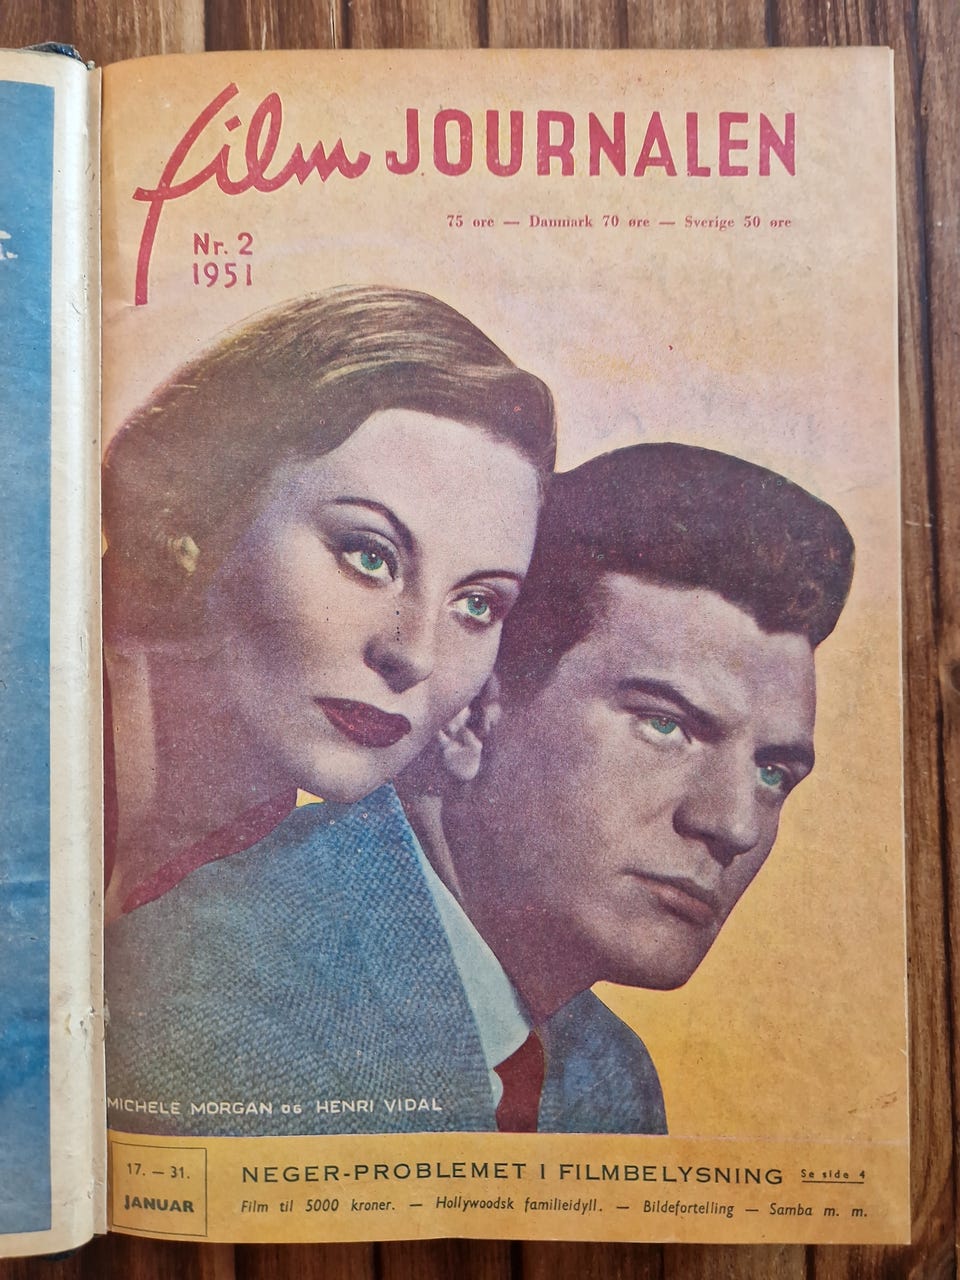 film JOURNALEN
75 øre — Danmark 70 øre — Sverige 50 øre
Nr. 2
1951
MICHELE MORGAN OG HENRI VIDAL
17. — 31.
JANUAR
NEGER-PROBLEMET I FILMBELYSNING Se side 4
Film til 5000 kroner. — Hollywoodsk familieidyll. — Bildefortelling — Samba m. m.